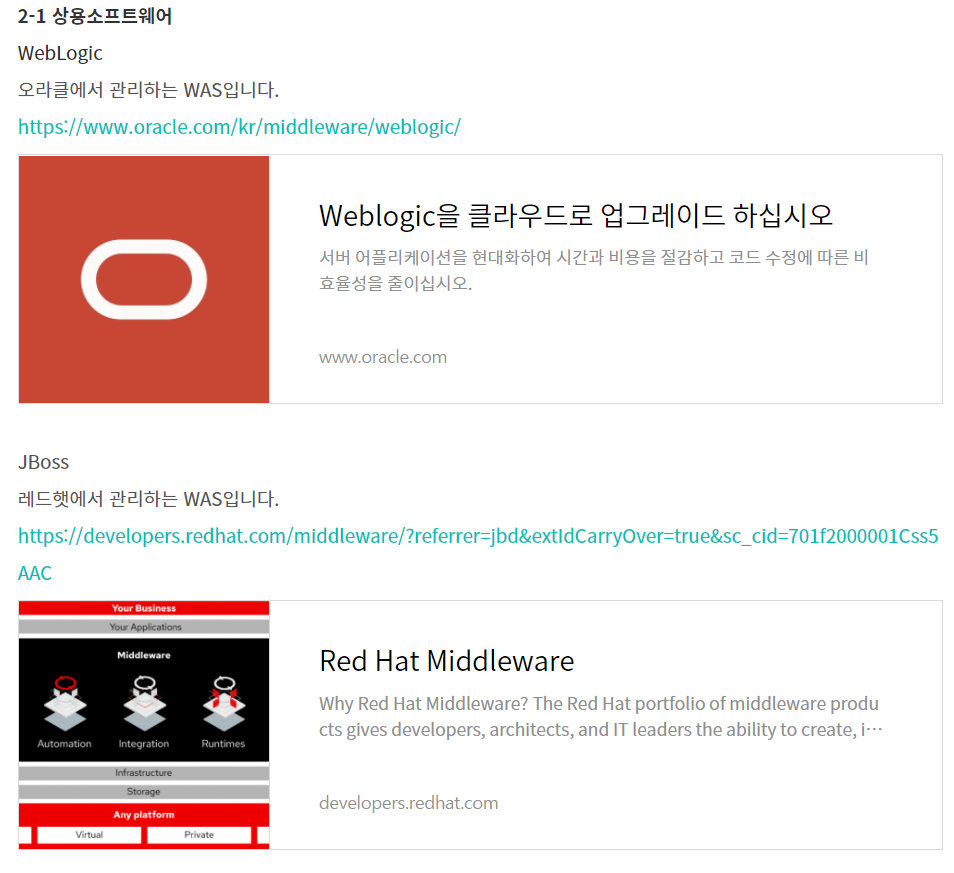 2-1 상용소프트웨어
WebLogic
오라클에서 관리하는 WAS입니다.
https://www.oracle.com/kr/middleware/weblogic/
Weblogic을 클라우드로 업그레이드 하십시오
서버 어플리케이션을 현대화하여 시간과 비용을 절감하고 코드 수정에 따른 비
효율성을 줄이십시오.
www.oracle.com
JBoss
레드햇에서 관리하는 WAS입니다.
https://developers.redhat.com/middleware/?referrer=jbd&extIdCarryOver=true&sc_cid=701f2000001Css5
AAC
Your Business
Your Applications
Middleware
Automation Integration Runtimes
Infrastructure
Storage
Any platform
Virtual Private
Red Hat Middleware
Why Red Hat Middleware? The Red Hat portfolio of middleware produ
cts gives developers, architects, and IT leaders the ability to create, i…
developers.redhat.com